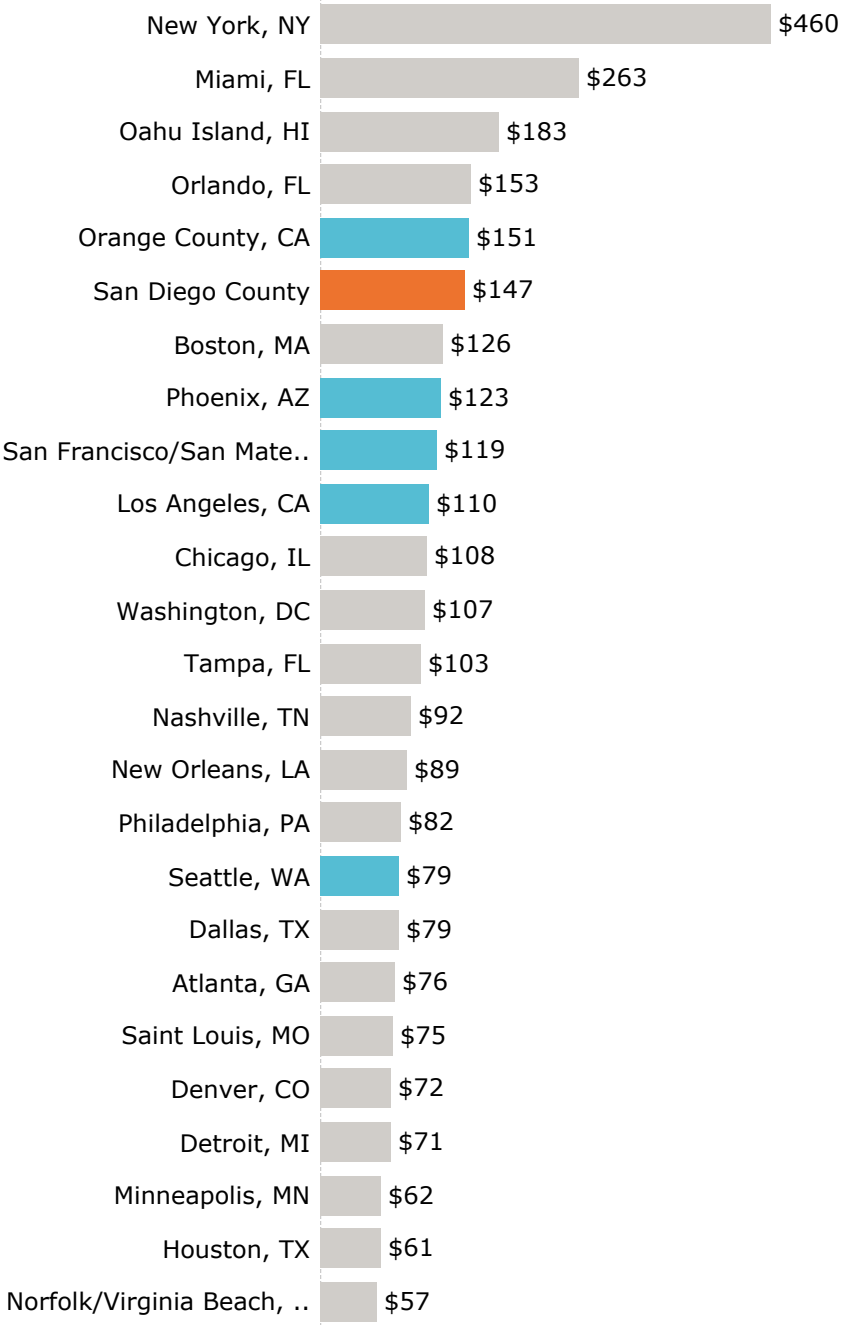 New York, NY $460
Miami, FL $263
Oahu Island, HI $183
Orlando, FL $153
Orange County, CA $151
San Diego County $147
Boston, MA $126
Phoenix, AZ $123
San Francisco/San Mate.. $119
Los Angeles, CA $110
Chicago, IL $108
Washington, DC $107
Tampa, FL $103
Nashville, TN $92
New Orleans, LA $89
Philadelphia, PA $82
Seattle, WA $79
Dallas, TX $79
Atlanta, GA $76
Saint Louis, MO $75
Denver, CO $72
Detroit, MI $71
Minneapolis, MN $62
Houston, TX $61
Norfolk/Virginia Beach, .. $57